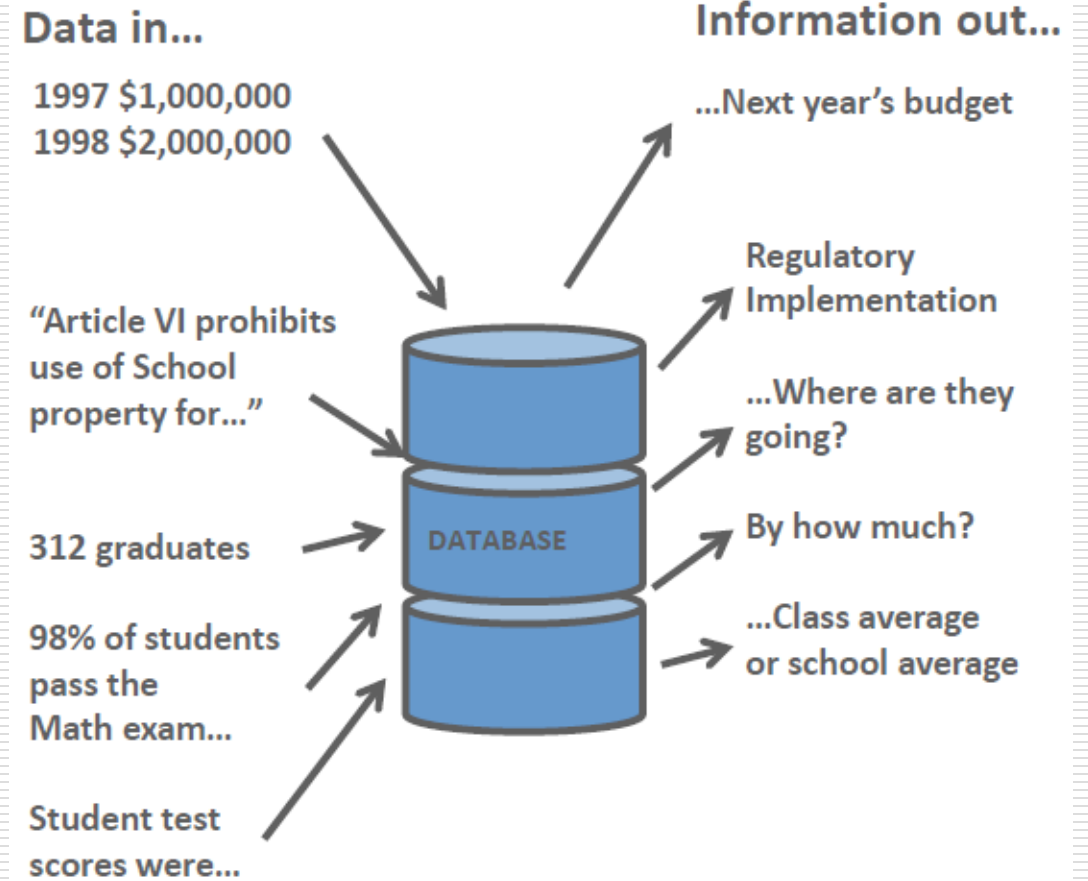 Data in...
1997 $1,000,000
1998 $2,000,000
“Article VI prohibits
use of School
property for...”
312 graduates
98% of students
pass the
Math exam...
Student test
scores were...
DATABASE
Information out...
...Next year’s budget
Regulatory
Implementation
...Where are they
going?
By how much?
...Class average
or school average